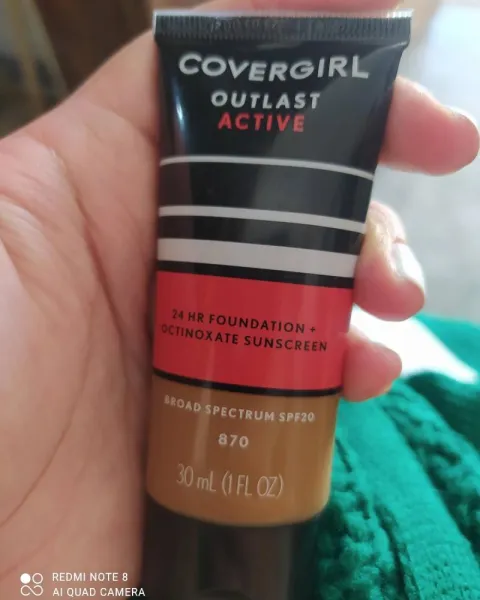 COVERGIRL
OUTLAST
ACTIVE
24 HR FOUNDATION +
OCTINOXATE SUNSCREEN
BROAD SPECTRUM SPF20
870
30 mL (1 FL OZ)
REDMI NOTE 8
AI QUAD CAMERA